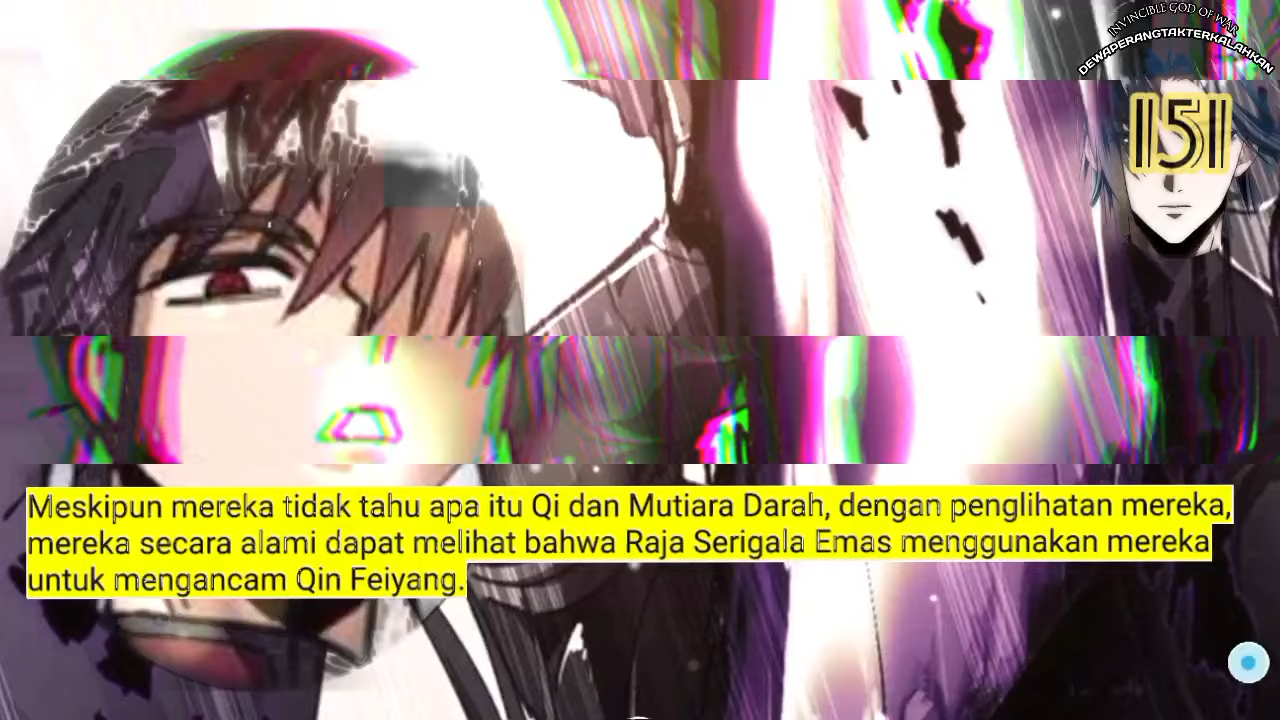 INVINCIBLE GOD OF WAR
DEWAPERANGTAKTERKALAHKAN
151
Meskipun mereka tidak tahu apa itu Qi dan Mutiara Darah, dengan penglihatan mereka,
mereka secara alami dapat melihat bahwa Raja Serigala Emas menggunakan mereka
untuk mengancam Qin Feiyang.